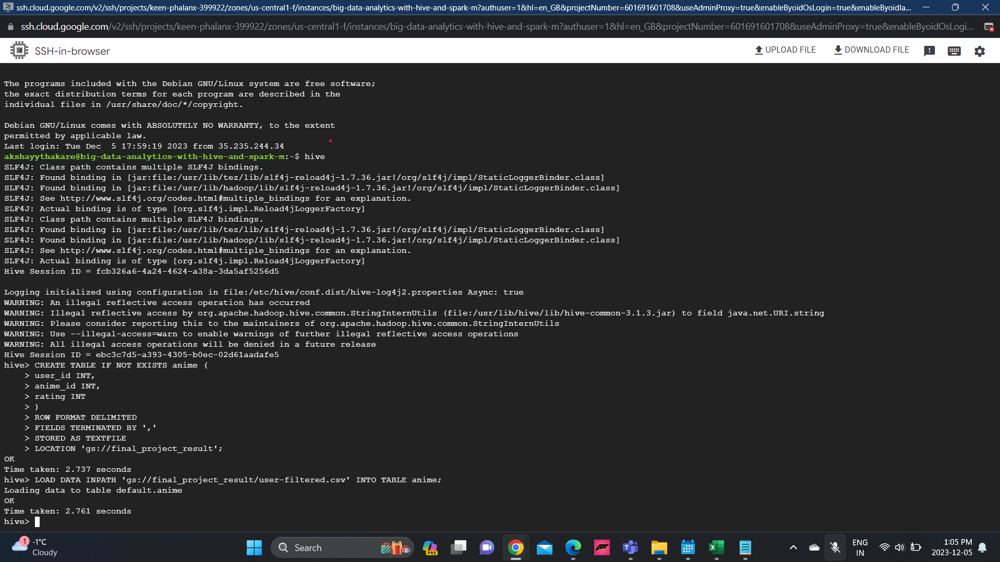 ssh.cloud.google.com/v2/ssh/projects/keen-phalanx-399922/zones/us-central1-f/instances/big-data-analytics-with-hive-and-spark-m?authuser=1&hl=en_GB&projectNumber=601691601708&useAdminProxy=true&enableByoidOsLogin=true&enableByoidIa...
ssh.cloud.google.com/v2/ssh/projects/keen-phalanx-399922/zones/us-central1-f/instances/big-data-analytics-with-hive-and-spark-m?authuser=1&hl=en_GB&projectNumber=601691601708&useAdminProxy=true&enableByoidOsLogi...
SSH-in-browser
UPLOAD FILE
DOWNLOAD FILE
The programs included with the Debian GNU/Linux system are free software;
the exact distribution terms for each program are described in the
individual files in /usr/share/doc/*/copyright.
Debian GNU/Linux comes with ABSOLUTELY NO WARRANTY, to the extent
permitted by applicable law.
Last login: Tue Dec  5 17:59:19 2023 from 35.235.244.34
akshayythakare@big-data-analytics-with-hive-and-spark-m:~$ hive
SLF4J: Class path contains multiple SLF4J bindings.
SLF4J: Found binding in [jar:file:/usr/lib/tez/lib/slf4j-reload4j-1.7.36.jar!/org/slf4j/impl/StaticLoggerBinder.class]
SLF4J: Found binding in [jar:file:/usr/lib/hadoop/lib/slf4j-reload4j-1.7.36.jar!/org/slf4j/impl/StaticLoggerBinder.class]
SLF4J: See http://www.slf4j.org/codes.html#multiple_bindings for an explanation.
SLF4J: Actual binding is of type [org.slf4j.impl.Reload4jLoggerFactory]
SLF4J: Class path contains multiple SLF4J bindings.
SLF4J: Found binding in [jar:file:/usr/lib/tez/lib/slf4j-reload4j-1.7.36.jar!/org/slf4j/impl/StaticLoggerBinder.class]
SLF4J: Found binding in [jar:file:/usr/lib/hadoop/lib/slf4j-reload4j-1.7.36.jar!/org/slf4j/impl/StaticLoggerBinder.class]
SLF4J: See http://www.slf4j.org/codes.html#multiple_bindings for an explanation.
SLF4J: Actual binding is of type [org.slf4j.impl.Reload4jLoggerFactory]
Hive Session ID = fcb326a6-4a24-4624-a38a-3da5af5256d5
Logging initialized using configuration in file:/etc/hive/conf.dist/hive-log4j2.properties Async: true
WARNING: An illegal reflective access operation has occurred
WARNING: Illegal reflective access by org.apache.hadoop.hive.common.StringInternUtils (file:/usr/lib/hive/lib/hive-common-3.1.3.jar) to field java.net.URI.string
WARNING: Please consider reporting this to the maintainers of org.apache.hadoop.hive.common.StringInternUtils
WARNING: Use --illegal-access=warn to enable warnings of further illegal reflective access operations
WARNING: All illegal access operations will be denied in a future release
Hive Session ID = ebc3c7d5-a393-4305-b0ec-02d61aadafe5
hive> CREATE TABLE IF NOT EXISTS anime (
    > user_id INT,
    > anime_id INT,
    > rating INT
    > )
    > ROW FORMAT DELIMITED
    > FIELDS TERMINATED BY ','
    > STORED AS TEXTFILE
    > LOCATION 'gs://final_project_result';
OK
Time taken: 2.737 seconds
hive> LOAD DATA INPATH 'gs://final_project_result/user-filtered.csv' INTO TABLE anime;
Loading data to table default.anime
OK
Time taken: 2.761 seconds
hive>
1
-1°C
Cloudy
Search
PRE
ENG
IN
1:05 PM
2023-12-05